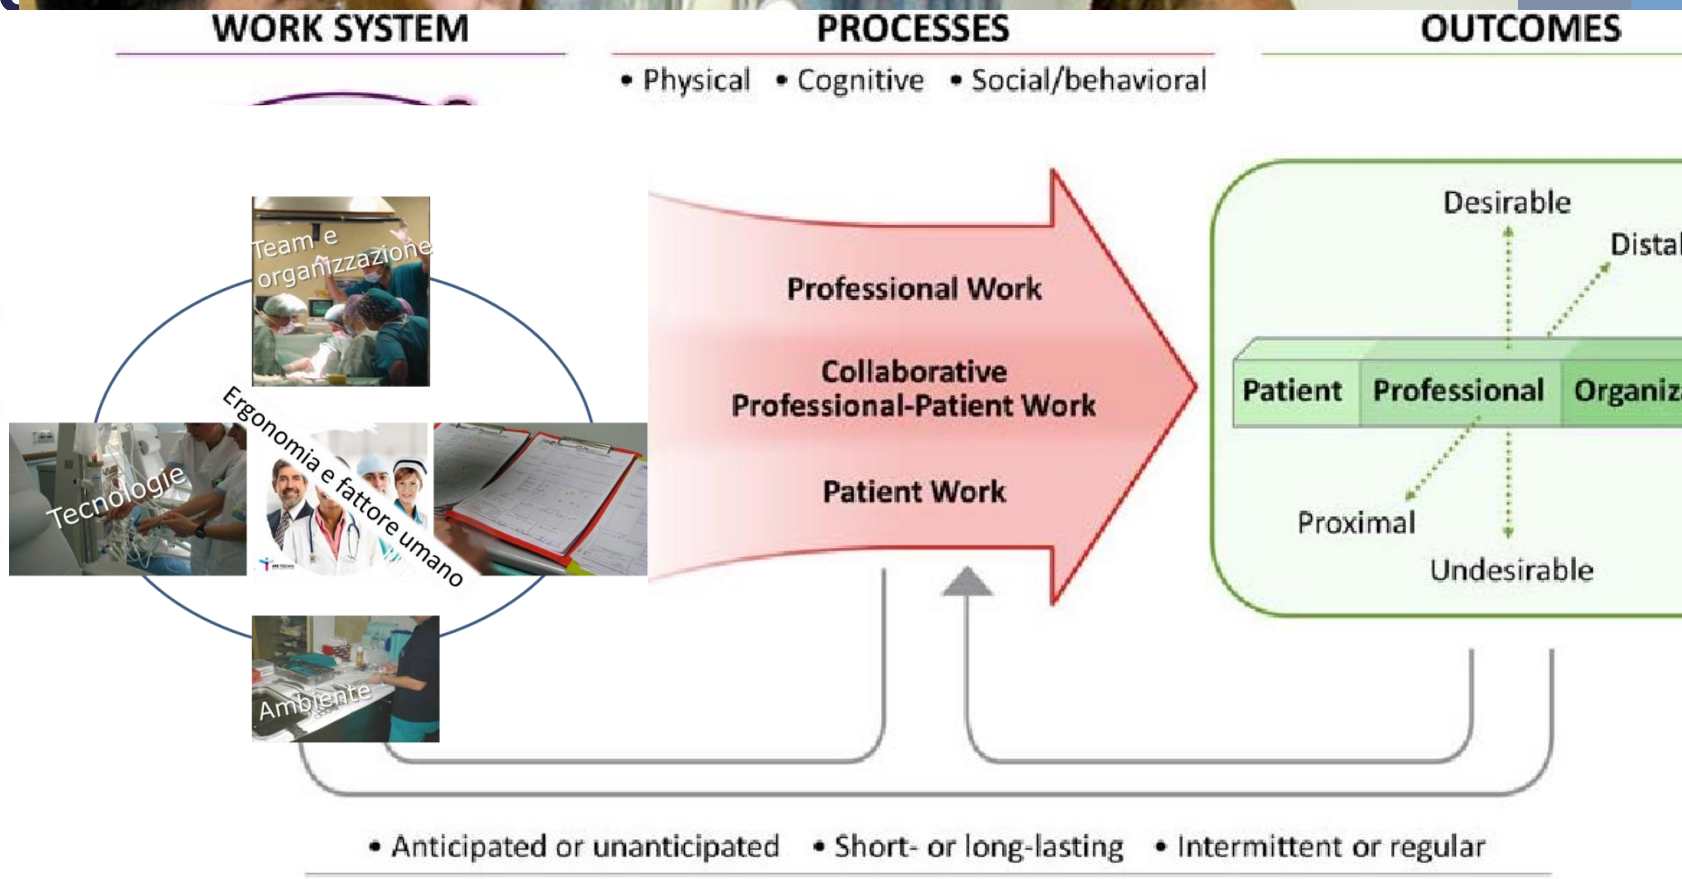 WORK SYSTEM
PROCESSES
OUTCOMES
• Physical • Cognitive • Social/behavioral
Team e
organizzazione
Tecnologie
Ergonomia e fattore umano
Ambiente
Professional Work
Collaborative
Professional-Patient Work
Patient Work
Desirable
Distal
Patient
Professional
Organiz
Proximal
Undesirable
• Anticipated or unanticipated • Short- or long-lasting • Intermittent or regular